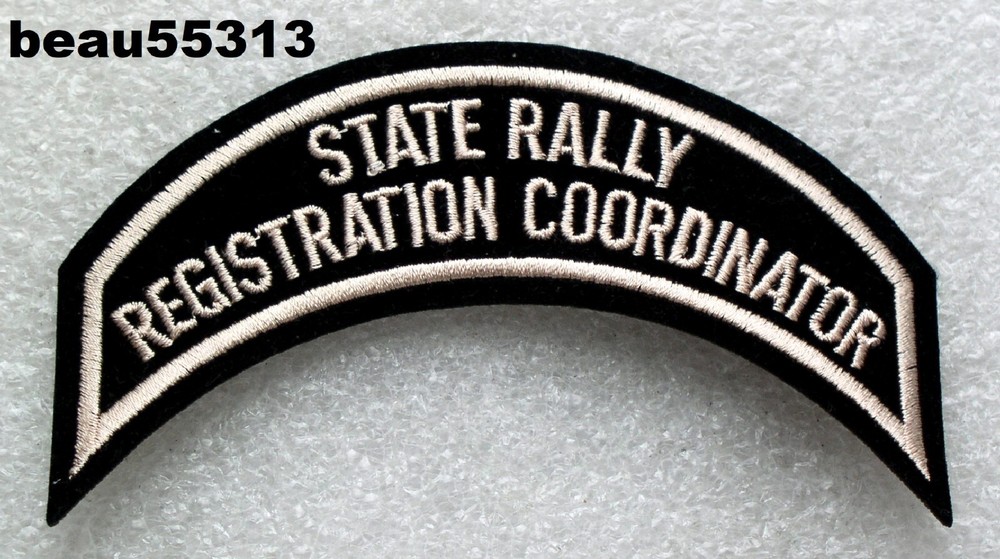 beau55313
STATE RALLY
REGISTRATION COORDINATOR